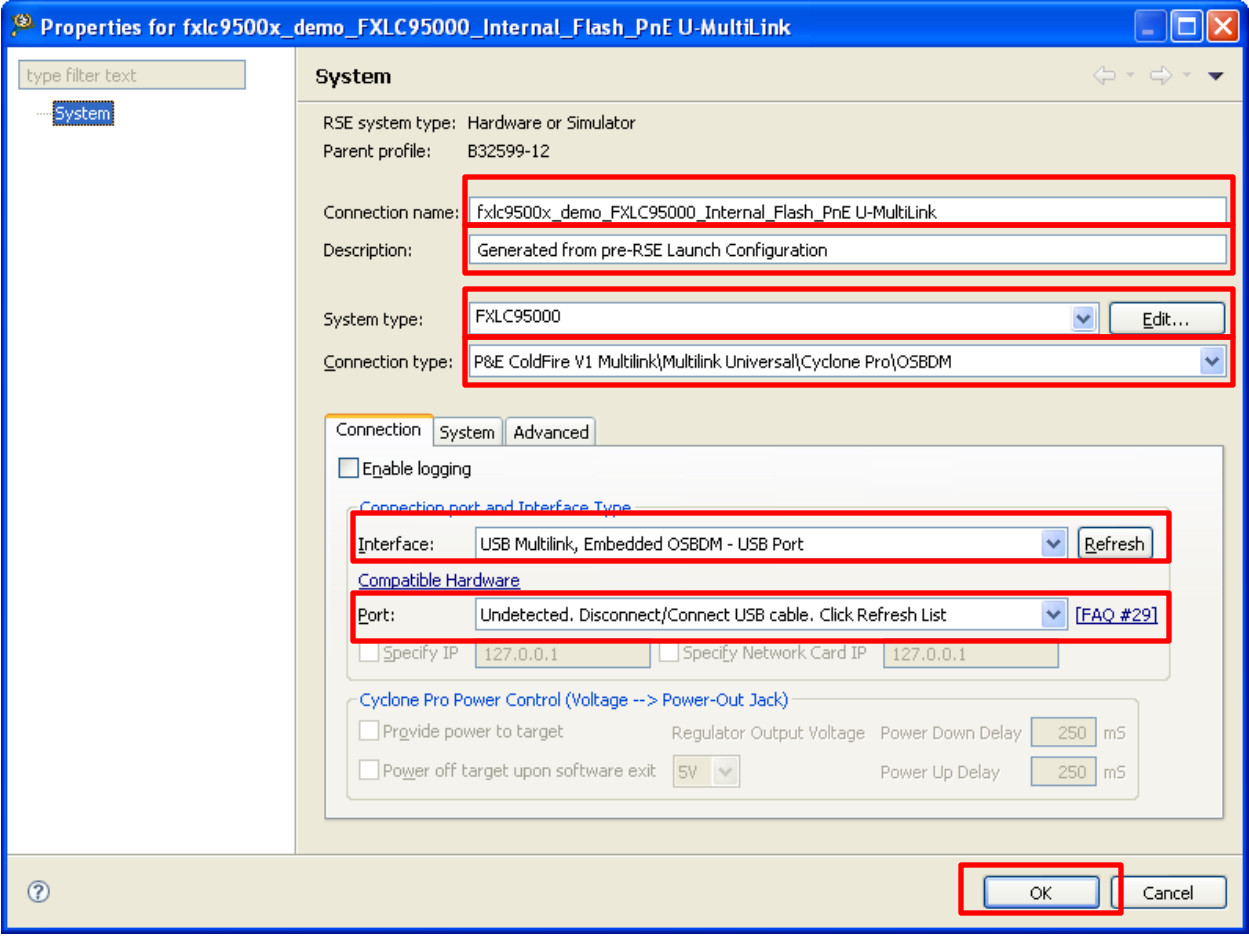 Properties for fxlc9500x_demo_FXLC95000_Internal_Flash_PnE U-MultiLink
type filter text
System
System
RSE system type: Hardware or Simulator
Parent profile: B32599-12
Connection name: fxlc9500x_demo_FXLC95000_Internal_Flash_PnE U-MultiLink
Description: Generated from pre-RSE Launch Configuration
System type: FXLC95000 Edit...
Connection type: P&E ColdFire V1 Multilink\Multilink Universal\Cyclone Pro\OSBDM
Connection System Advanced
Enable logging
Connection port and Interface Type
Interface: USB Multilink, Embedded OSBDM - USB Port Refresh
Compatible Hardware
Port: Undetected. Disconnect/Connect USB cable. Click Refresh List [FAQ #29]
Specify IP 127.0.0.1 Specify Network Card IP 127.0.0.1
Cyclone Pro Power Control (Voltage --> Power-Out Jack)
Provide power to target Regulator Output Voltage Power Down Delay 250 mS
Power off target upon software exit 5V Power Up Delay 250 mS
? OK Cancel